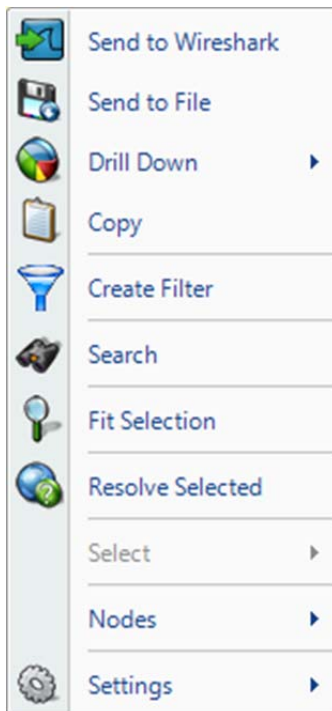 Send to Wireshark
Send to File
Drill Down
Copy
Create Filter
Search
Fit Selection
Resolve Selected
Select
Nodes
Settings